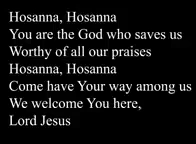 Hosanna, Hosanna
You are the God who saves us
Worthy of all our praises
Hosanna, Hosanna
Come have Your way among us
We welcome You here,
Lord Jesus